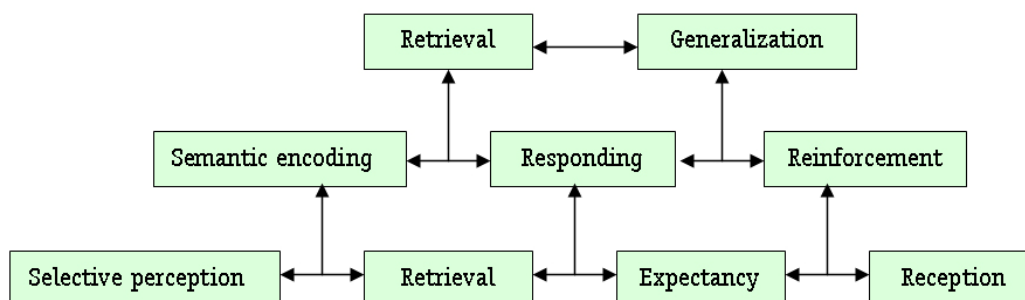 Retrieval
Generalization
Semantic encoding
Responding
Reinforcement
Selective perception
Retrieval
Expectancy
Reception